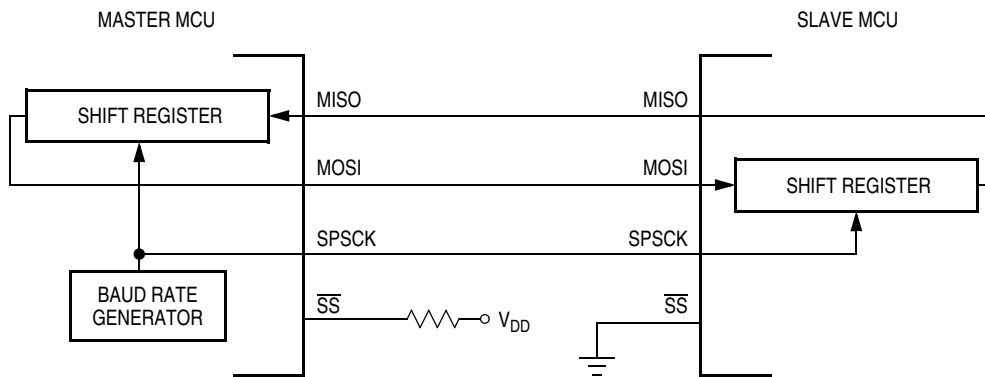 MASTER MCU
SLAVE MCU
SHIFT REGISTER
MISO
MISO
MOSI
MOSI
SHIFT REGISTER
SPSCK
SPSCK
BAUD RATE
GENERATOR
SS
VDD
SS